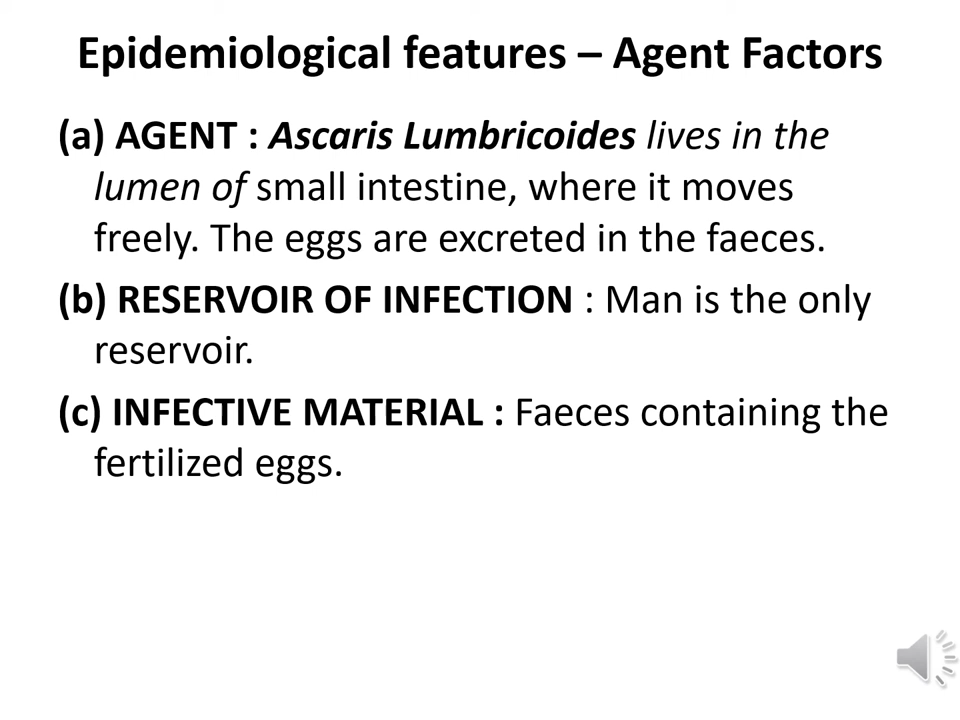 Epidemiological features – Agent Factors
(a) AGENT : Ascaris Lumbricoides lives in the
lumen of small intestine, where it moves
freely. The eggs are excreted in the faeces.
(b) RESERVOIR OF INFECTION : Man is the only
reservoir.
(c) INFECTIVE MATERIAL : Faeces containing the
fertilized eggs.